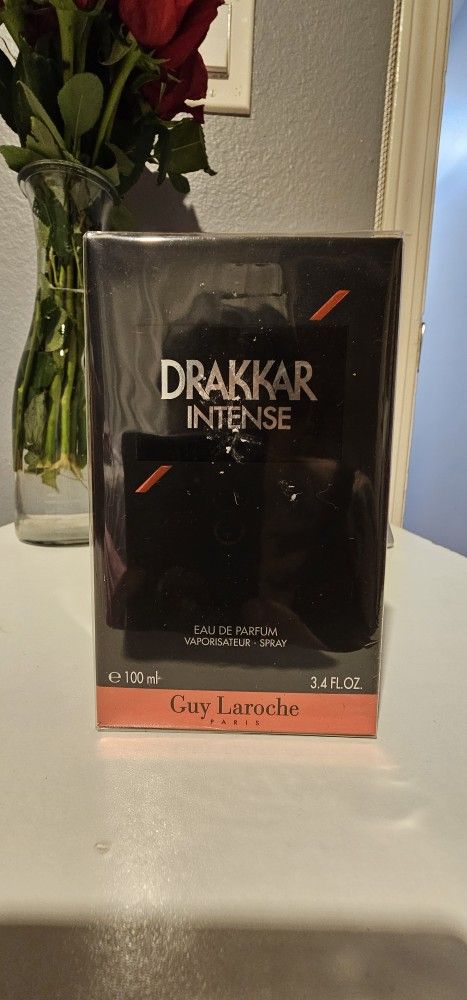 DRAKKAR
INTENSE
EAU DE PARFUM
VAPORISATEUR - SPRAY
℮ 100 ml 3.4 FL.OZ.
Guy Laroche
PARIS